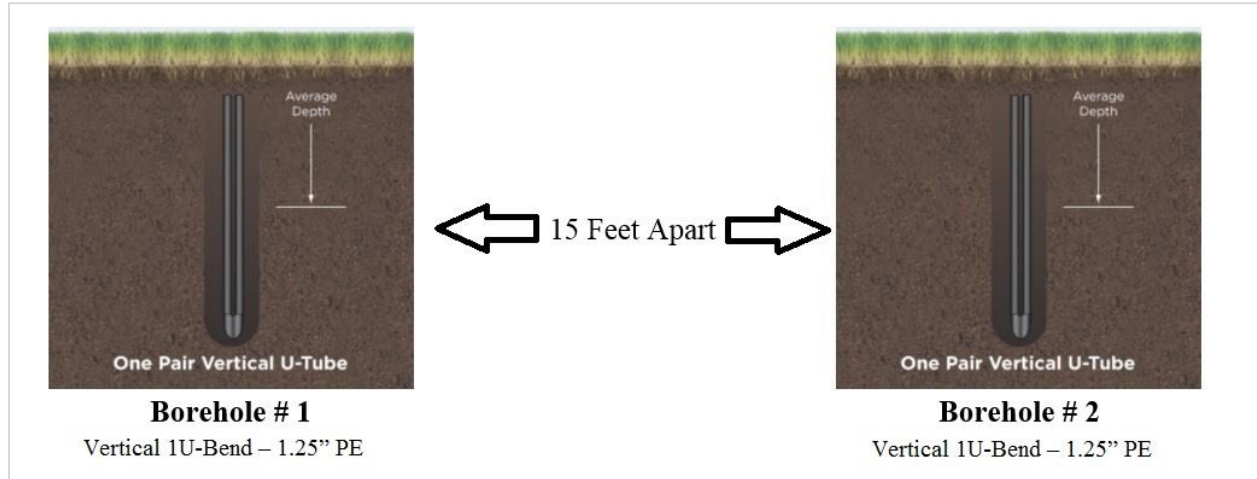 Average
Depth
One Pair Vertical U-Tube
Borehole # 1
Vertical 1U-Bend – 1.25” PE
15 Feet Apart
Average
Depth
One Pair Vertical U-Tube
Borehole # 2
Vertical 1U-Bend – 1.25” PE